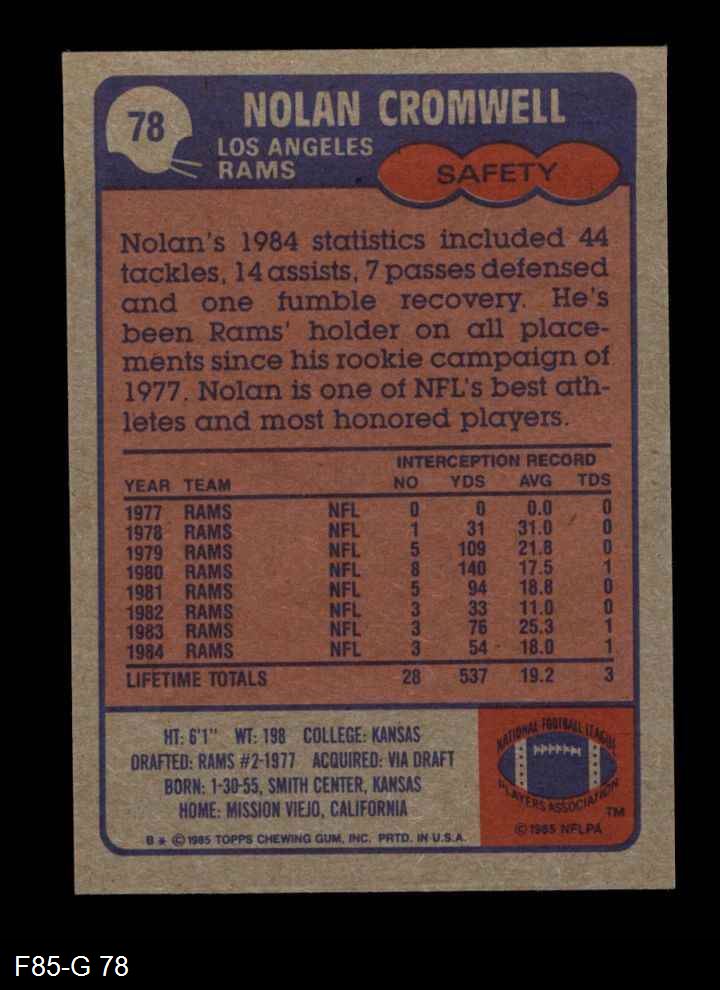 78
NOLAN CROMWELL
LOS ANGELES
RAMS
SAFETY
Nolan's 1984 statistics included 44
tackles, 14 assists, 7 passes defensed
and one fumble recovery. He's
been Rams' holder on all place-
ments since his rookie campaign of
1977. Nolan is one of NFL's best ath-
letes and most honored players.
INTERCEPTION RECORD
YEAR TEAM NO YDS AVG TDS
1977 RAMS NFL 0 0 0.0 0
1978 RAMS NFL 1 31 31.0 0
1979 RAMS NFL 5 109 21.8 0
1980 RAMS NFL 8 140 17.5 1
1981 RAMS NFL 5 94 18.8 0
1982 RAMS NFL 3 33 11.0 0
1983 RAMS NFL 3 76 25.3 1
1984 RAMS NFL 3 54 18.0 1
LIFETIME TOTALS 28 537 19.2 3
HT: 6'1" WT: 198 COLLEGE: KANSAS
DRAFTED: RAMS #2-1977 ACQUIRED: VIA DRAFT
BORN: 1-30-55, SMITH CENTER, KANSAS
HOME: MISSION VIEJO, CALIFORNIA
B* © 1985 TOPPS CHEWING GUM, INC. PRTD. IN U.S.A.
NATIONAL FOOTBALL LEAGUE
PLAYERS ASSOCIATION
TM
© 1985 NFLPA
F85-G 78